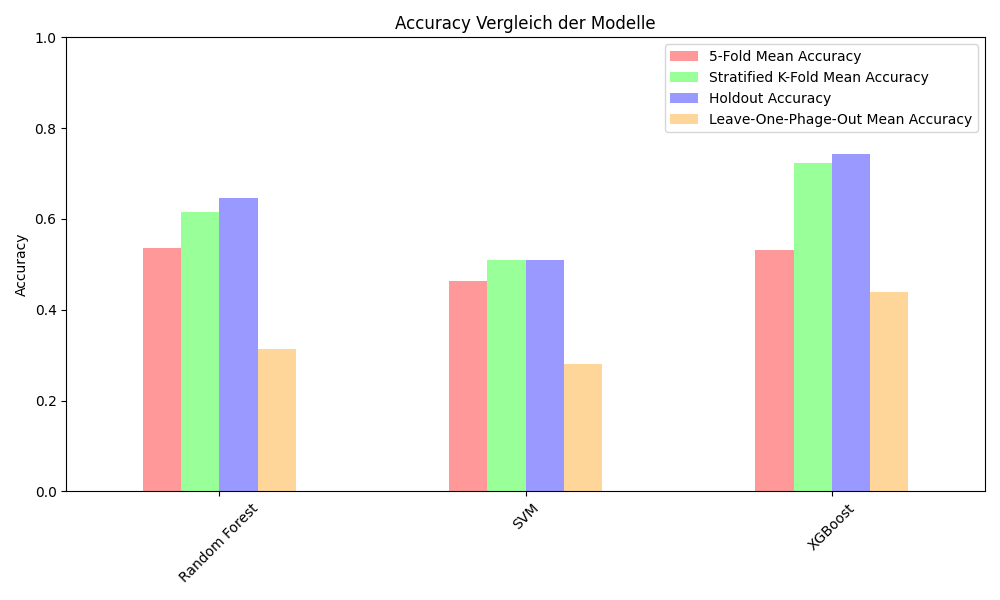 Accuracy Vergleich der Modelle
5-Fold Mean Accuracy
Stratified K-Fold Mean Accuracy
Holdout Accuracy
Leave-One-Phage-Out Mean Accuracy
Accuracy
1.0
0.8
0.6
0.4
0.2
0.0
Random Forest
SVM
XGBoost